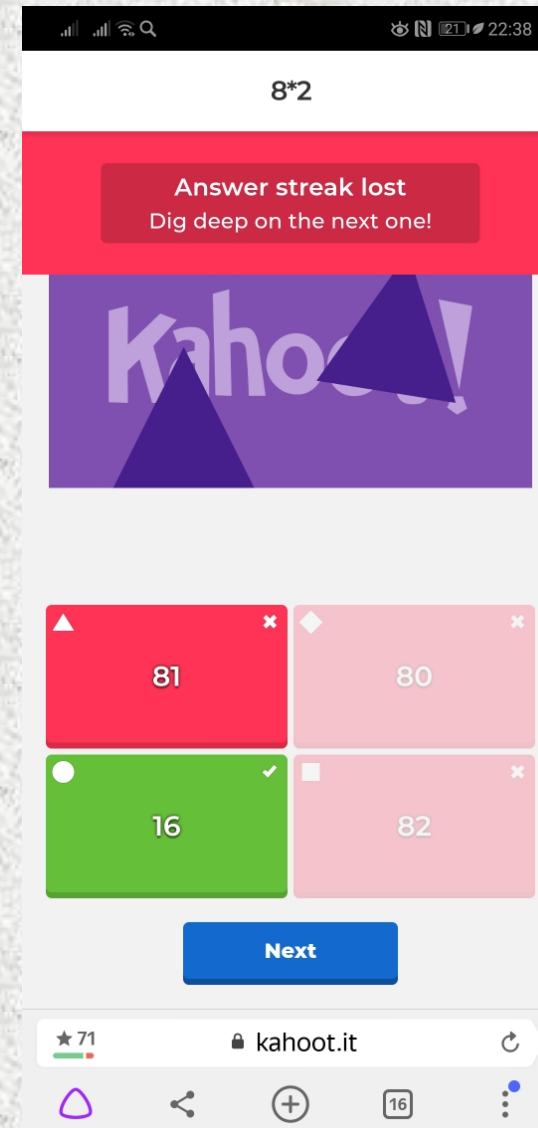 21 22:38
8*2
Answer streak lost
Dig deep on the next one!
Kahoot!
81
80
16
82
Next
71 kahoot.it
16